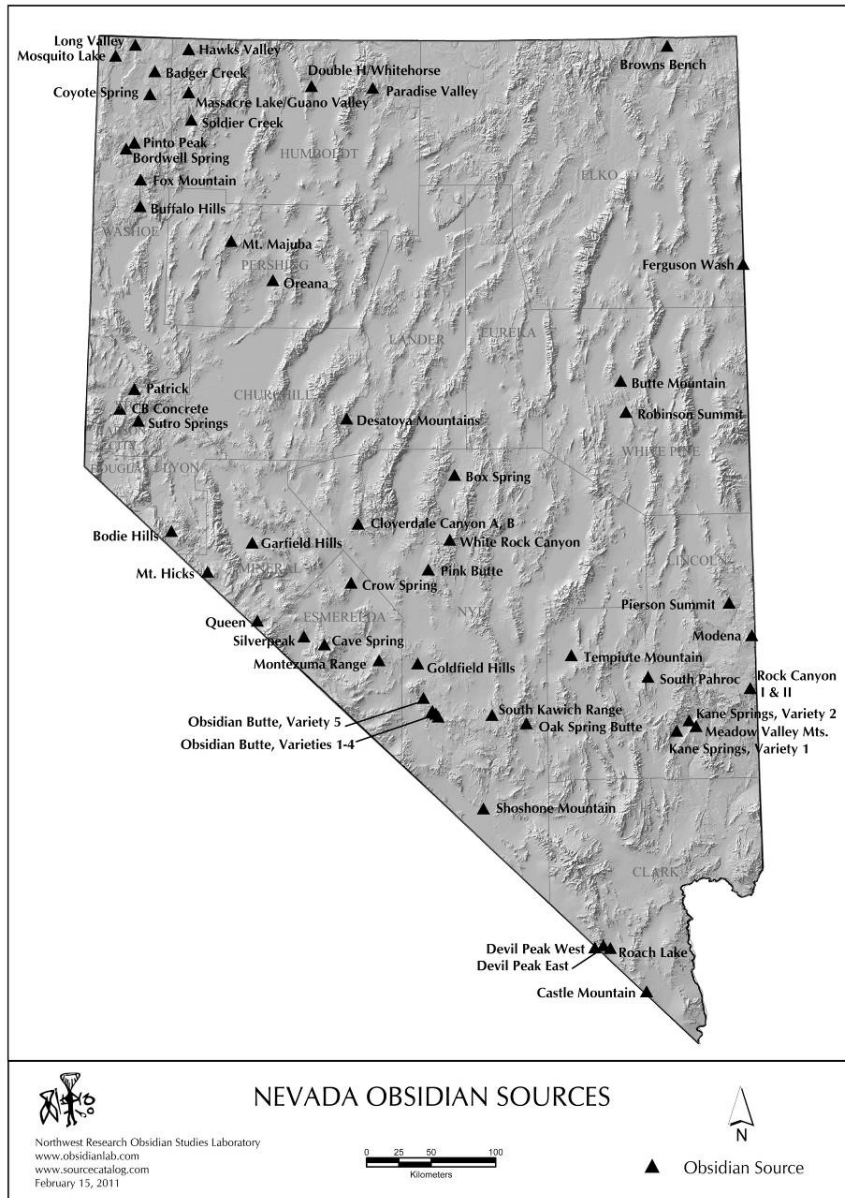 Long Valley
Mosquito Lake
Hawks Valley
Badger Creek
Double H/Whitehorse
Browns Bench
Coyote Spring
Massacre Lake/Guano Valley
Paradise Valley
Soldier Creek
Pinto Peak
Bordwell Spring
HUMBOLDT
ELKO
Fox Mountain
Buffalo Hills
WASHOE
Mt. Majuba
PERSHING
Oreana
Ferguson Wash
LANDER
EUREKA
Patrick
CHURCHILL
Butte Mountain
CB Concrete
Sutro Springs
Desatoya Mountains
Robinson Summit
CITY
WHITE PINE
DOUGLAS
LYON
Box Spring
Bodie Hills
Cloverdale Canyon A, B
Garfield Hills
White Rock Canyon
Mt. Hicks
MINERAL
Pink Butte
LINCOLN
Crow Spring
Pierson Summit
Queen
ESMERELDA
NYE
Silverpeak
Cave Spring
Modena
Montezuma Range
Goldfield Hills
Tempiute Mountain
South Pahroc
Rock Canyon
I & II
Obsidian Butte, Variety 5
South Kawich Range
Kane Springs, Variety 2
Obsidian Butte, Varieties 1-4
Oak Spring Butte
Meadow Valley Mts.
Kane Springs, Variety 1
Shoshone Mountain
CLARK
Devil Peak West
Roach Lake
Devil Peak East
Castle Mountain
NEVADA OBSIDIAN SOURCES
Northwest Research Obsidian Studies Laboratory
www.obsidianlab.com
www.sourcecatalog.com
February 15, 2011
0 25 50 100
Kilometers
N
Obsidian Source